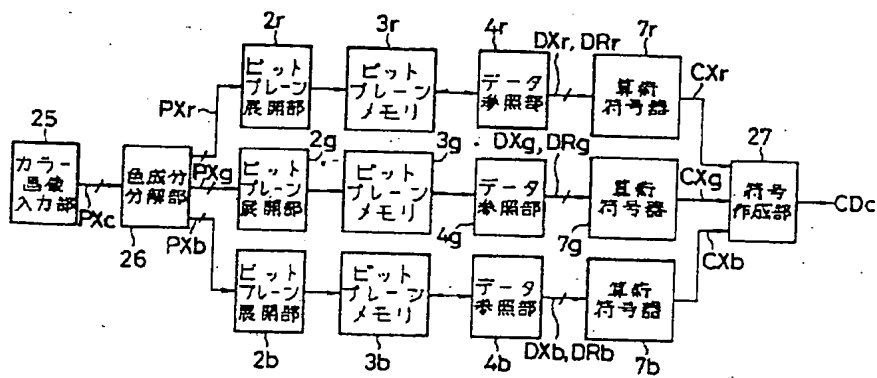 2r
3r
4r
DXr, DRr
7r
ビット
プレーン
展開部
ビット
プレーン
メモリ
データ
参照部
算術
符号器
CXr
PXr
25
カラー
画像
入力部
PXc
色成分
分解部
26
PXg
2g
ビット
プレーン
展開部
3g
ビット
プレーン
メモリ
DXg, DRg
データ
参照部
4g
算術
符号器
7g
CXg
27
符号
作成部
CDc
PXb
ビット
プレーン
展開部
2b
ビット
プレーン
メモリ
3b
データ
参照部
4b
DXb, DRb
算術
符号器
7b
CXb